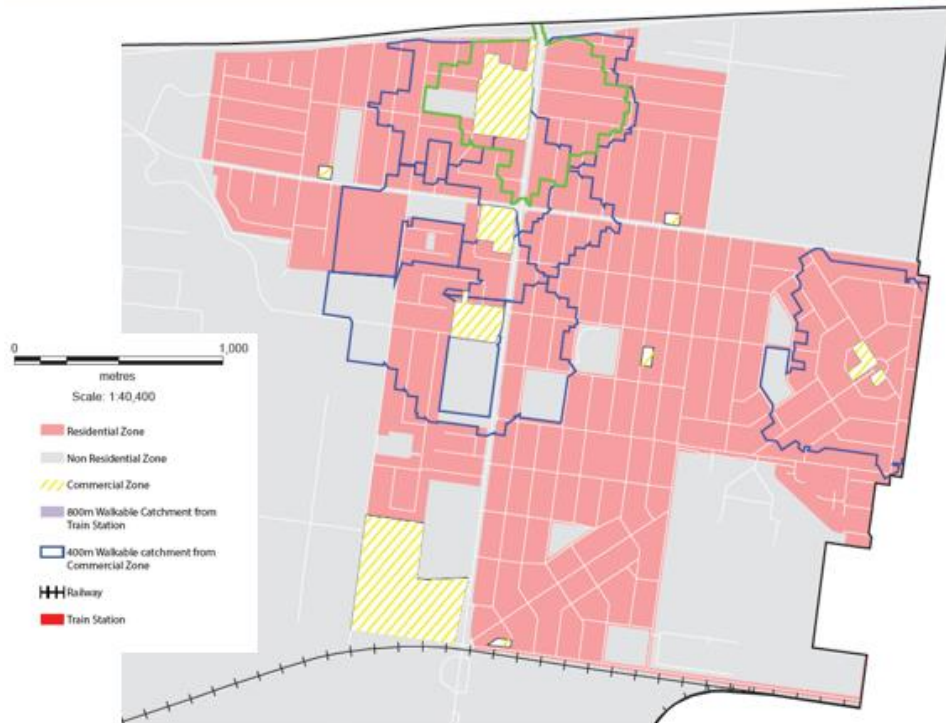 0 1,000
metres
Scale: 1:40,400
Residential Zone
Non Residential Zone
Commercial Zone
800m Walkable Catchment from
Train Station
400m Walkable catchment from
Commercial Zone
Railway
Train Station